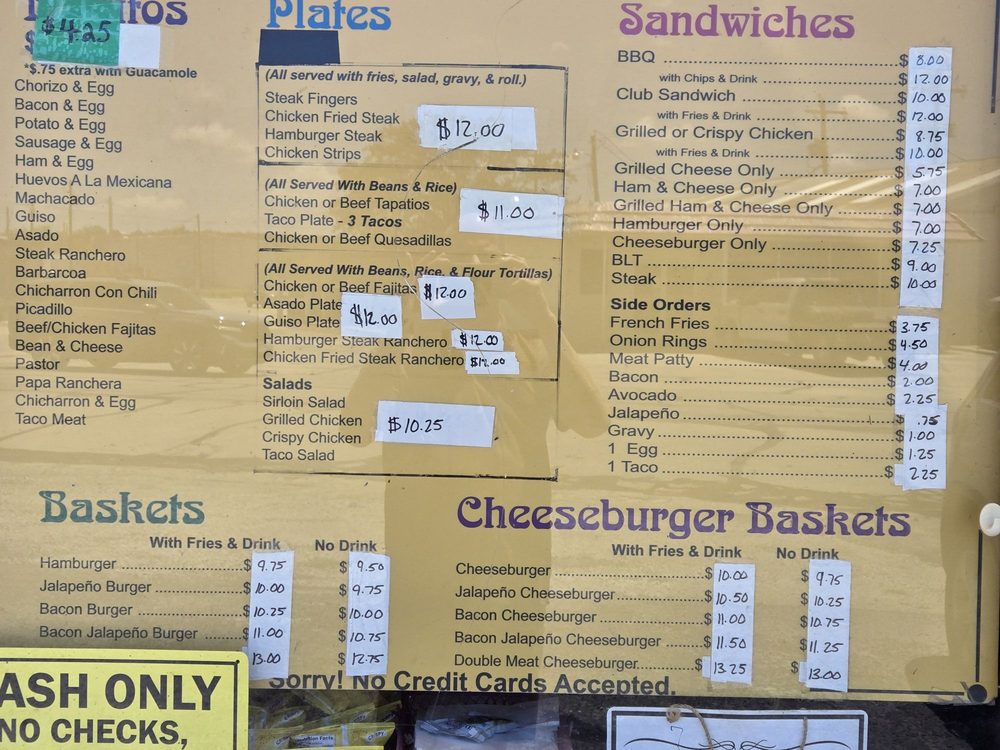 $4.25
*$.75 extra with Guacamole
Chorizo & Egg
Bacon & Egg
Potato & Egg
Sausage & Egg
Ham & Egg
Huevos A La Mexicana
Machacado
Guiso
Asado
Steak Ranchero
Barbarcoa
Chicharron Con Chili
Picadillo
Beef/Chicken Fajitas
Bean & Cheese
Pastor
Papa Ranchera
Chicharron & Egg
Taco Meat
Plates
(All served with fries, salad, gravy, & roll.)
Steak Fingers
Chicken Fried Steak
Hamburger Steak
Chicken Strips
$12.00
(All Served With Beans & Rice)
Chicken or Beef Tapatios
Taco Plate - 3 Tacos
Chicken or Beef Quesadillas
$11.00
(All Served With Beans, Rice, & Flour Tortillas)
Chicken or Beef Fajitas $12.00
Asado Plate
Guiso Plate
$12.00
Hamburger Steak Ranchero $12.00
Chicken Fried Steak Ranchero $12.00
Salads
Sirloin Salad
Grilled Chicken
Crispy Chicken
Taco Salad
$10.25
Sandwiches
BBQ $ 8.00
with Chips & Drink $ 12.00
Club Sandwich $ 10.00
with Fries & Drink $ 12.00
Grilled or Crispy Chicken $ 8.75
with Fries & Drink $ 10.00
Grilled Cheese Only $ 5.75
Ham & Cheese Only $ 7.00
Grilled Ham & Cheese Only $ 7.00
Hamburger Only $ 7.00
Cheeseburger Only $ 7.25
BLT $ 9.00
Steak $ 10.00
Side Orders
French Fries $ 3.75
Onion Rings $ 4.50
Meat Patty $ 4.00
Bacon $ 2.00
Avocado $ 2.25
Jalapeño $ .75
Gravy $ 1.00
1 Egg $ 1.25
1 Taco $ 2.25
Baskets
With Fries & Drink No Drink
Hamburger $ 9.75 $ 9.50
Jalapeño Burger $ 10.00 $ 9.75
Bacon Burger $ 10.25 $ 10.00
Bacon Jalapeño Burger $ 11.00 $ 10.75
13.00 $ 12.75
Cheeseburger Baskets
With Fries & Drink No Drink
Cheeseburger $ 10.00 $ 9.75
Jalapeño Cheeseburger $ 10.50 $ 10.25
Bacon Cheeseburger $ 11.00 $ 10.75
Bacon Jalapeño Cheeseburger $ 11.50 $ 11.25
Double Meat Cheeseburger $ 13.25 $ 13.00
Sorry! No Credit Cards Accepted.
ASH ONLY
NO CHECKS,